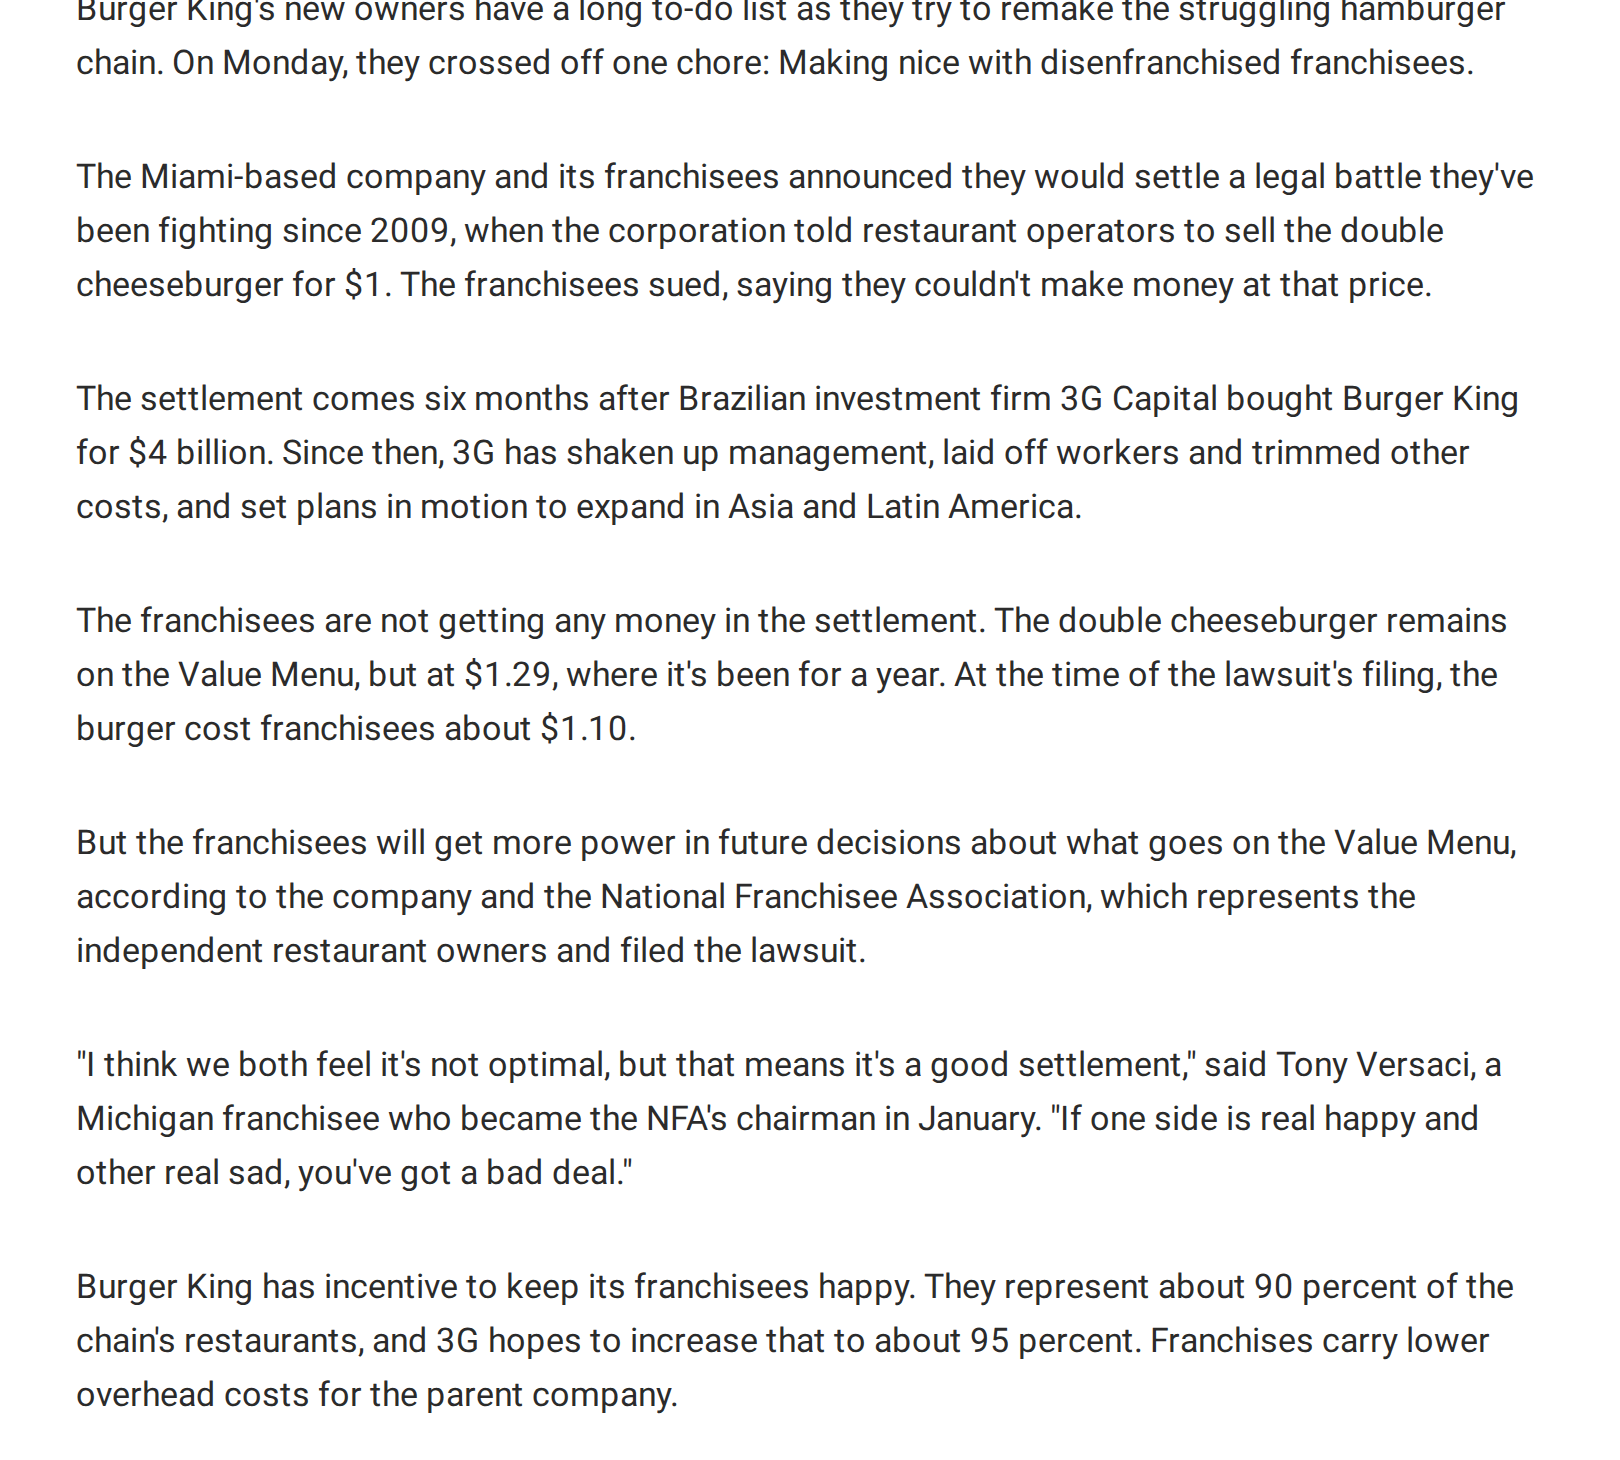 Burger King's new owners have a long to-do list as they try to remake the struggling hamburger
chain. On Monday, they crossed off one chore: Making nice with disenfranchised franchisees.
The Miami-based company and its franchisees announced they would settle a legal battle they've
been fighting since 2009, when the corporation told restaurant operators to sell the double
cheeseburger for $1. The franchisees sued, saying they couldn't make money at that price.
The settlement comes six months after Brazilian investment firm 3G Capital bought Burger King
for $4 billion. Since then, 3G has shaken up management, laid off workers and trimmed other
costs, and set plans in motion to expand in Asia and Latin America.
The franchisees are not getting any money in the settlement. The double cheeseburger remains
on the Value Menu, but at $1.29, where it's been for a year. At the time of the lawsuit's filing, the
burger cost franchisees about $1.10.
But the franchisees will get more power in future decisions about what goes on the Value Menu,
according to the company and the National Franchisee Association, which represents the
independent restaurant owners and filed the lawsuit.
"I think we both feel it's not optimal, but that means it's a good settlement," said Tony Versaci, a
Michigan franchisee who became the NFA's chairman in January. "If one side is real happy and
other real sad, you've got a bad deal."
Burger King has incentive to keep its franchisees happy. They represent about 90 percent of the
chain's restaurants, and 3G hopes to increase that to about 95 percent. Franchises carry lower
overhead costs for the parent company.